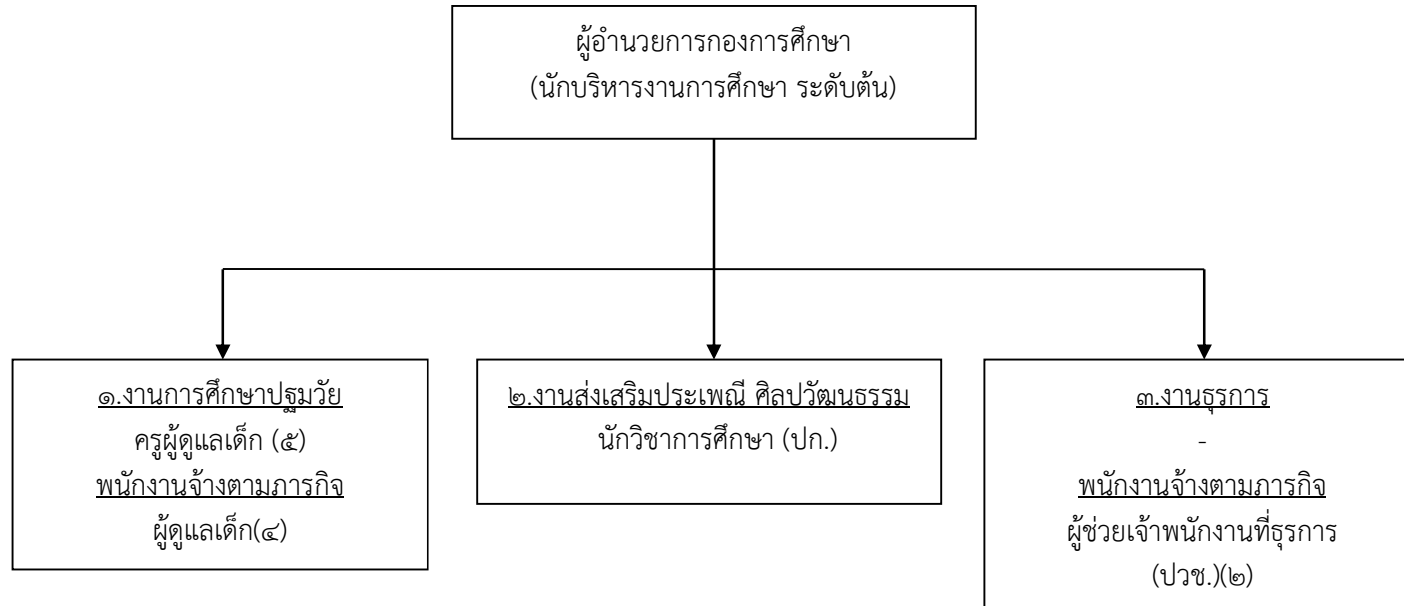 ผู้อำนวยการกองการศึกษา
(นักบริหารงานการศึกษา ระดับต้น)
๑.งานการศึกษาปฐมวัย
ครูผู้ดูแลเด็ก (๕)
พนักงานจ้างตามภารกิจ
ผู้ดูแลเด็ก(๔)
๒.งานส่งเสริมประเพณี ศิลปวัฒนธรรม
นักวิชาการศึกษา (ปก.)
๓.งานธุรการ
-
พนักงานจ้างตามภารกิจ
ผู้ช่วยเจ้าพนักงานที่ธุรการ
(ปวช.)(๒)